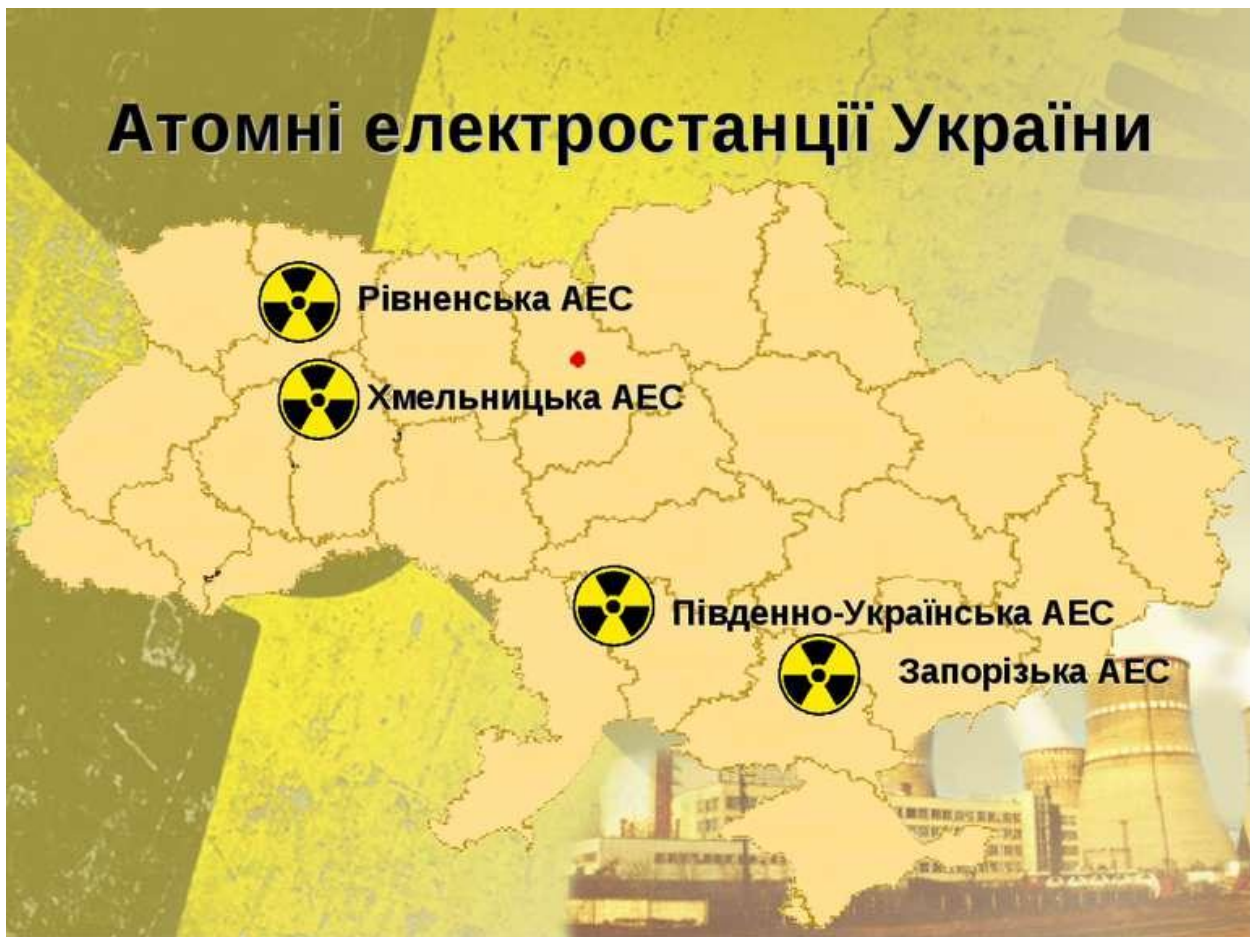 Атомні електростанції України
Рівненська АЕС
Хмельницька АЕС
Південно-Українська АЕС
Запорізька АЕС